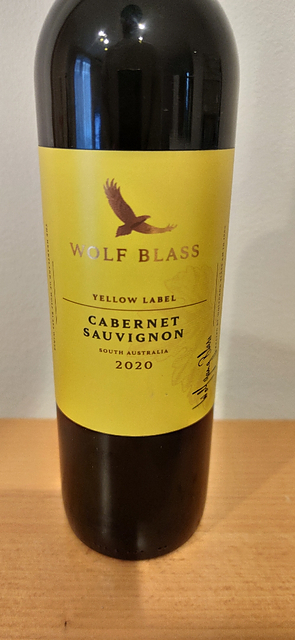 WOLF BLASS
YELLOW LABEL
CABERNET
SAUVIGNON
SOUTH AUSTRALIA
2020